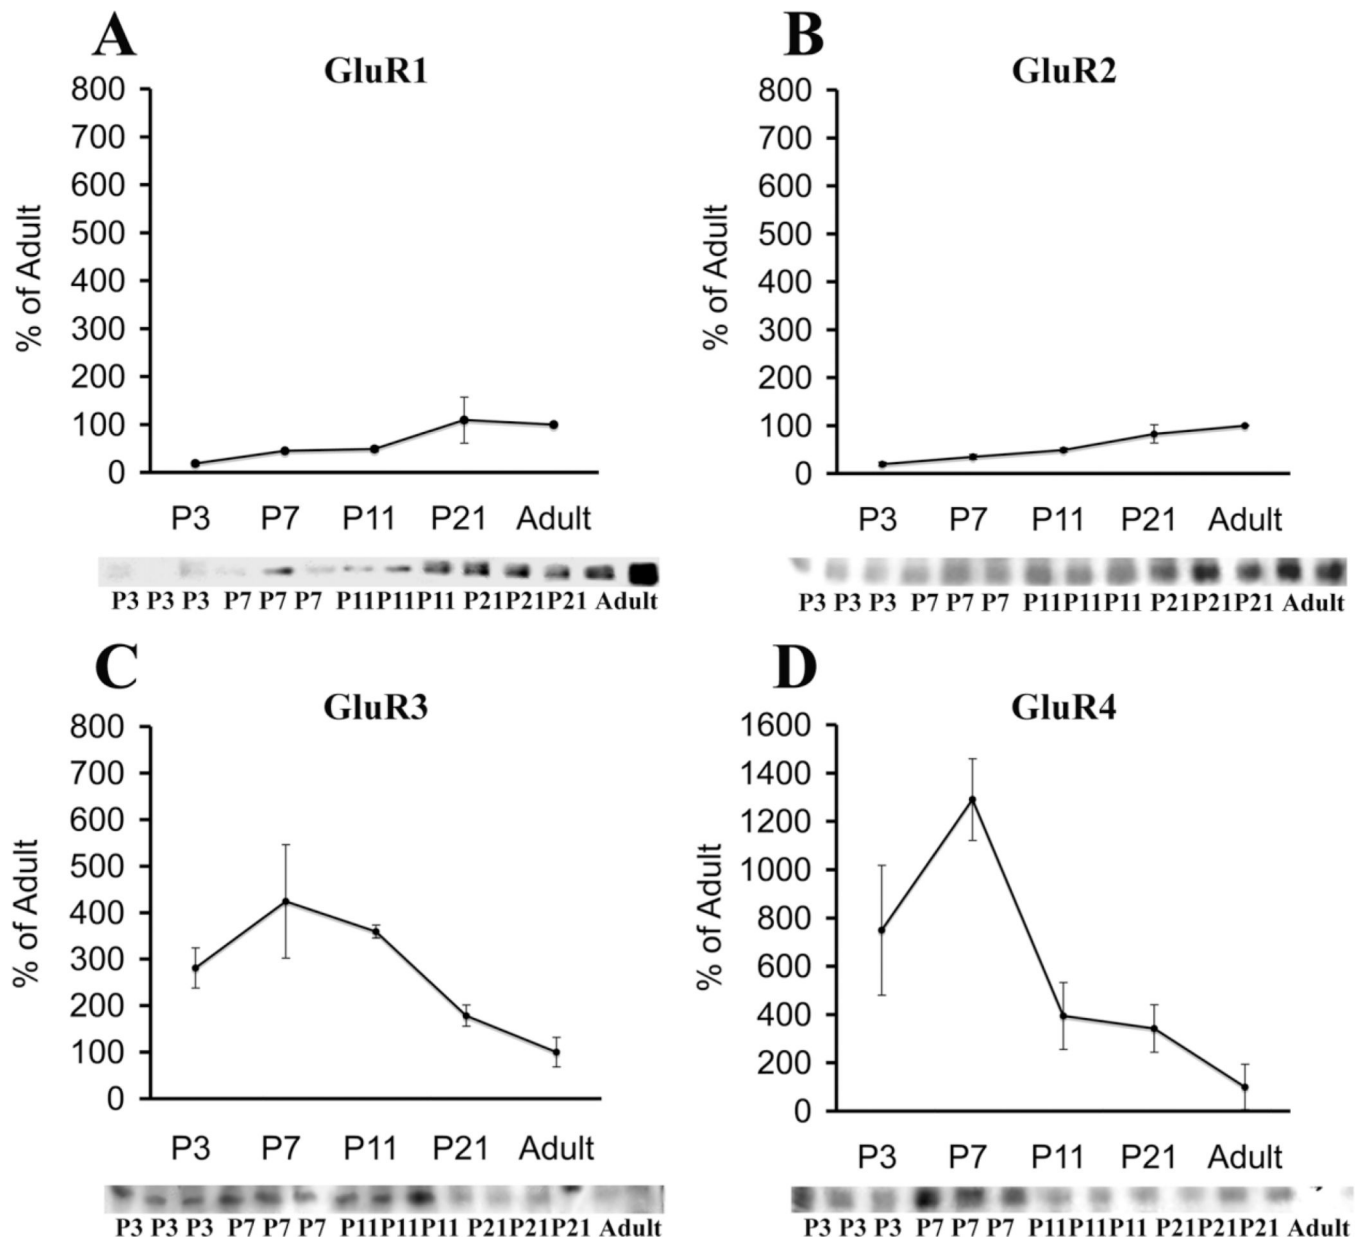 A
GluR1
800
700
600
500
400
300
200
100
0
% of Adult
P3 P7 P11 P21 Adult
P3 P3 P3 P7 P7 P7 P11P11P11 P21P21P21 Adult
B
GluR2
800
700
600
500
400
300
200
100
0
% of Adult
P3 P7 P11 P21 Adult
P3 P3 P3 P7 P7 P7 P11P11P11 P21P21P21 Adult
C
GluR3
800
700
600
500
400
300
200
100
0
% of Adult
P3 P7 P11 P21 Adult
P3 P3 P3 P7 P7 P7 P11P11P11 P21P21P21 Adult
D
GluR4
1600
1400
1200
1000
800
600
400
200
0
% of Adult
P3 P7 P11 P21 Adult
P3 P3 P3 P7 P7 P7 P11P11P11 P21P21P21 Adult